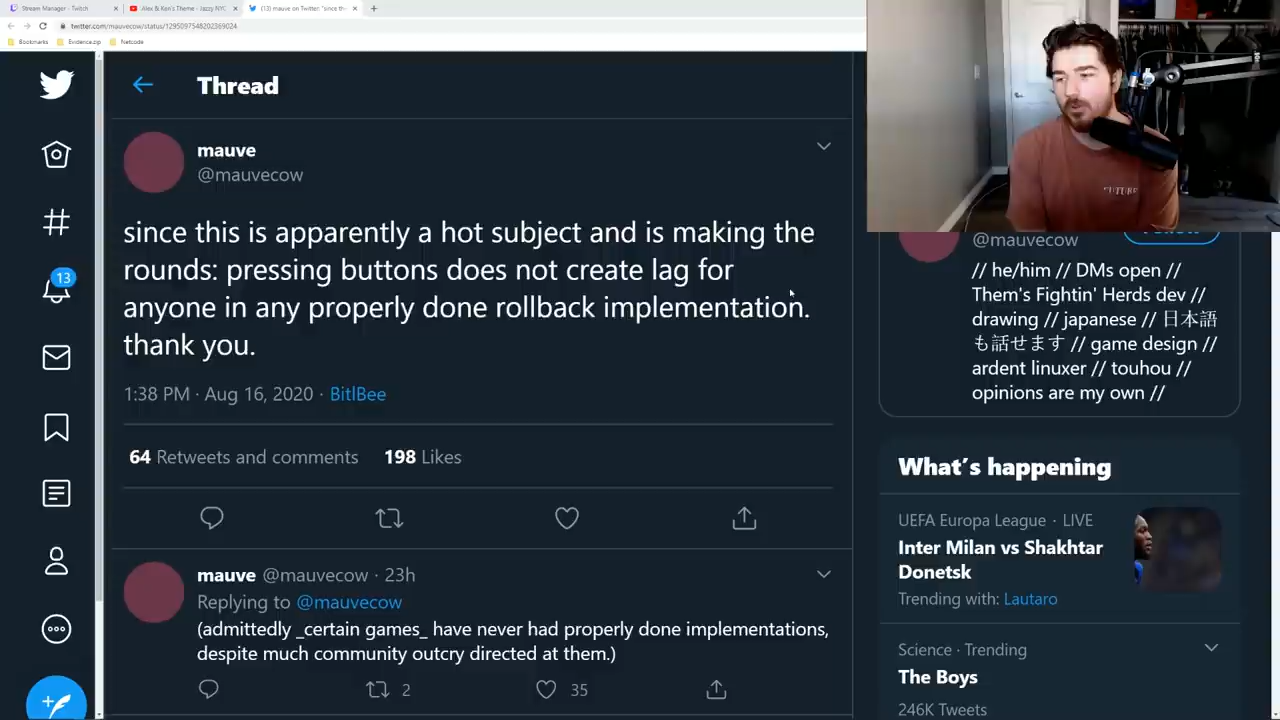 Stream Manager - Twitch
Alex & Ken's Theme - Jazzy NYC
(13) mauve on Twitter: "since th
twitter.com/mauvecow/status/1295097548202369024
Bookmarks
Evidence.zip
Netcode
Thread
mauve
@mauvecow
since this is apparently a hot subject and is making the
rounds: pressing buttons does not create lag for
anyone in any properly done rollback implementation.
thank you.
1:38 PM · Aug 16, 2020 · BitlBee
64 Retweets and comments 198 Likes
mauve @mauvecow · 23h
Replying to @mauvecow
(admittedly _certain games_ have never had properly done implementations,
despite much community outcry directed at them.)
2
35
13
FUTURE
@mauvecow
// he/him // DMs open //
Them's Fightin' Herds dev //
drawing // japanese // 日本語
も話せます // game design //
ardent linuxer // touhou //
opinions are my own //
What's happening
UEFA Europa League · LIVE
Inter Milan vs Shakhtar
Donetsk
Trending with: Lautaro
Science · Trending
The Boys
246K Tweets